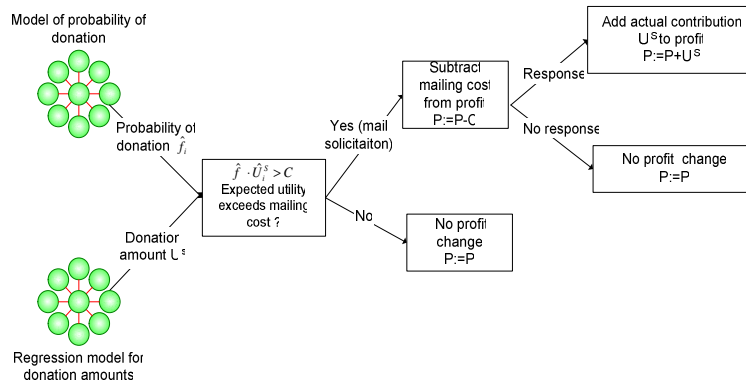 Model of probability of
donation
Probability of
donation f̂ᵢ
f̂ · Ûᵢˢ > C
Expected utility
exceeds mailing
cost ?
Donation
amount Uˢ
Regression model for
donation amounts
Yes (mail
solicitaiton)
No
Subtract
mailing cost
from profit
P:=P-C
No profit
change
P:=P
Response
No response
Add actual contribution
Uˢ to profit
P:=P+Uˢ
No profit change
P:=P